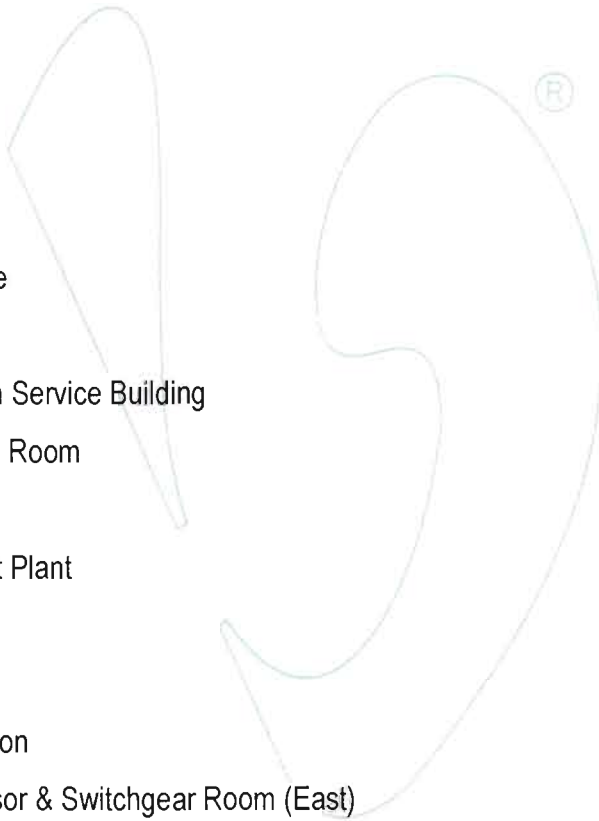 ®
e
n Service Building
Room
t Plant
on
sor & Switchgear Room (East)